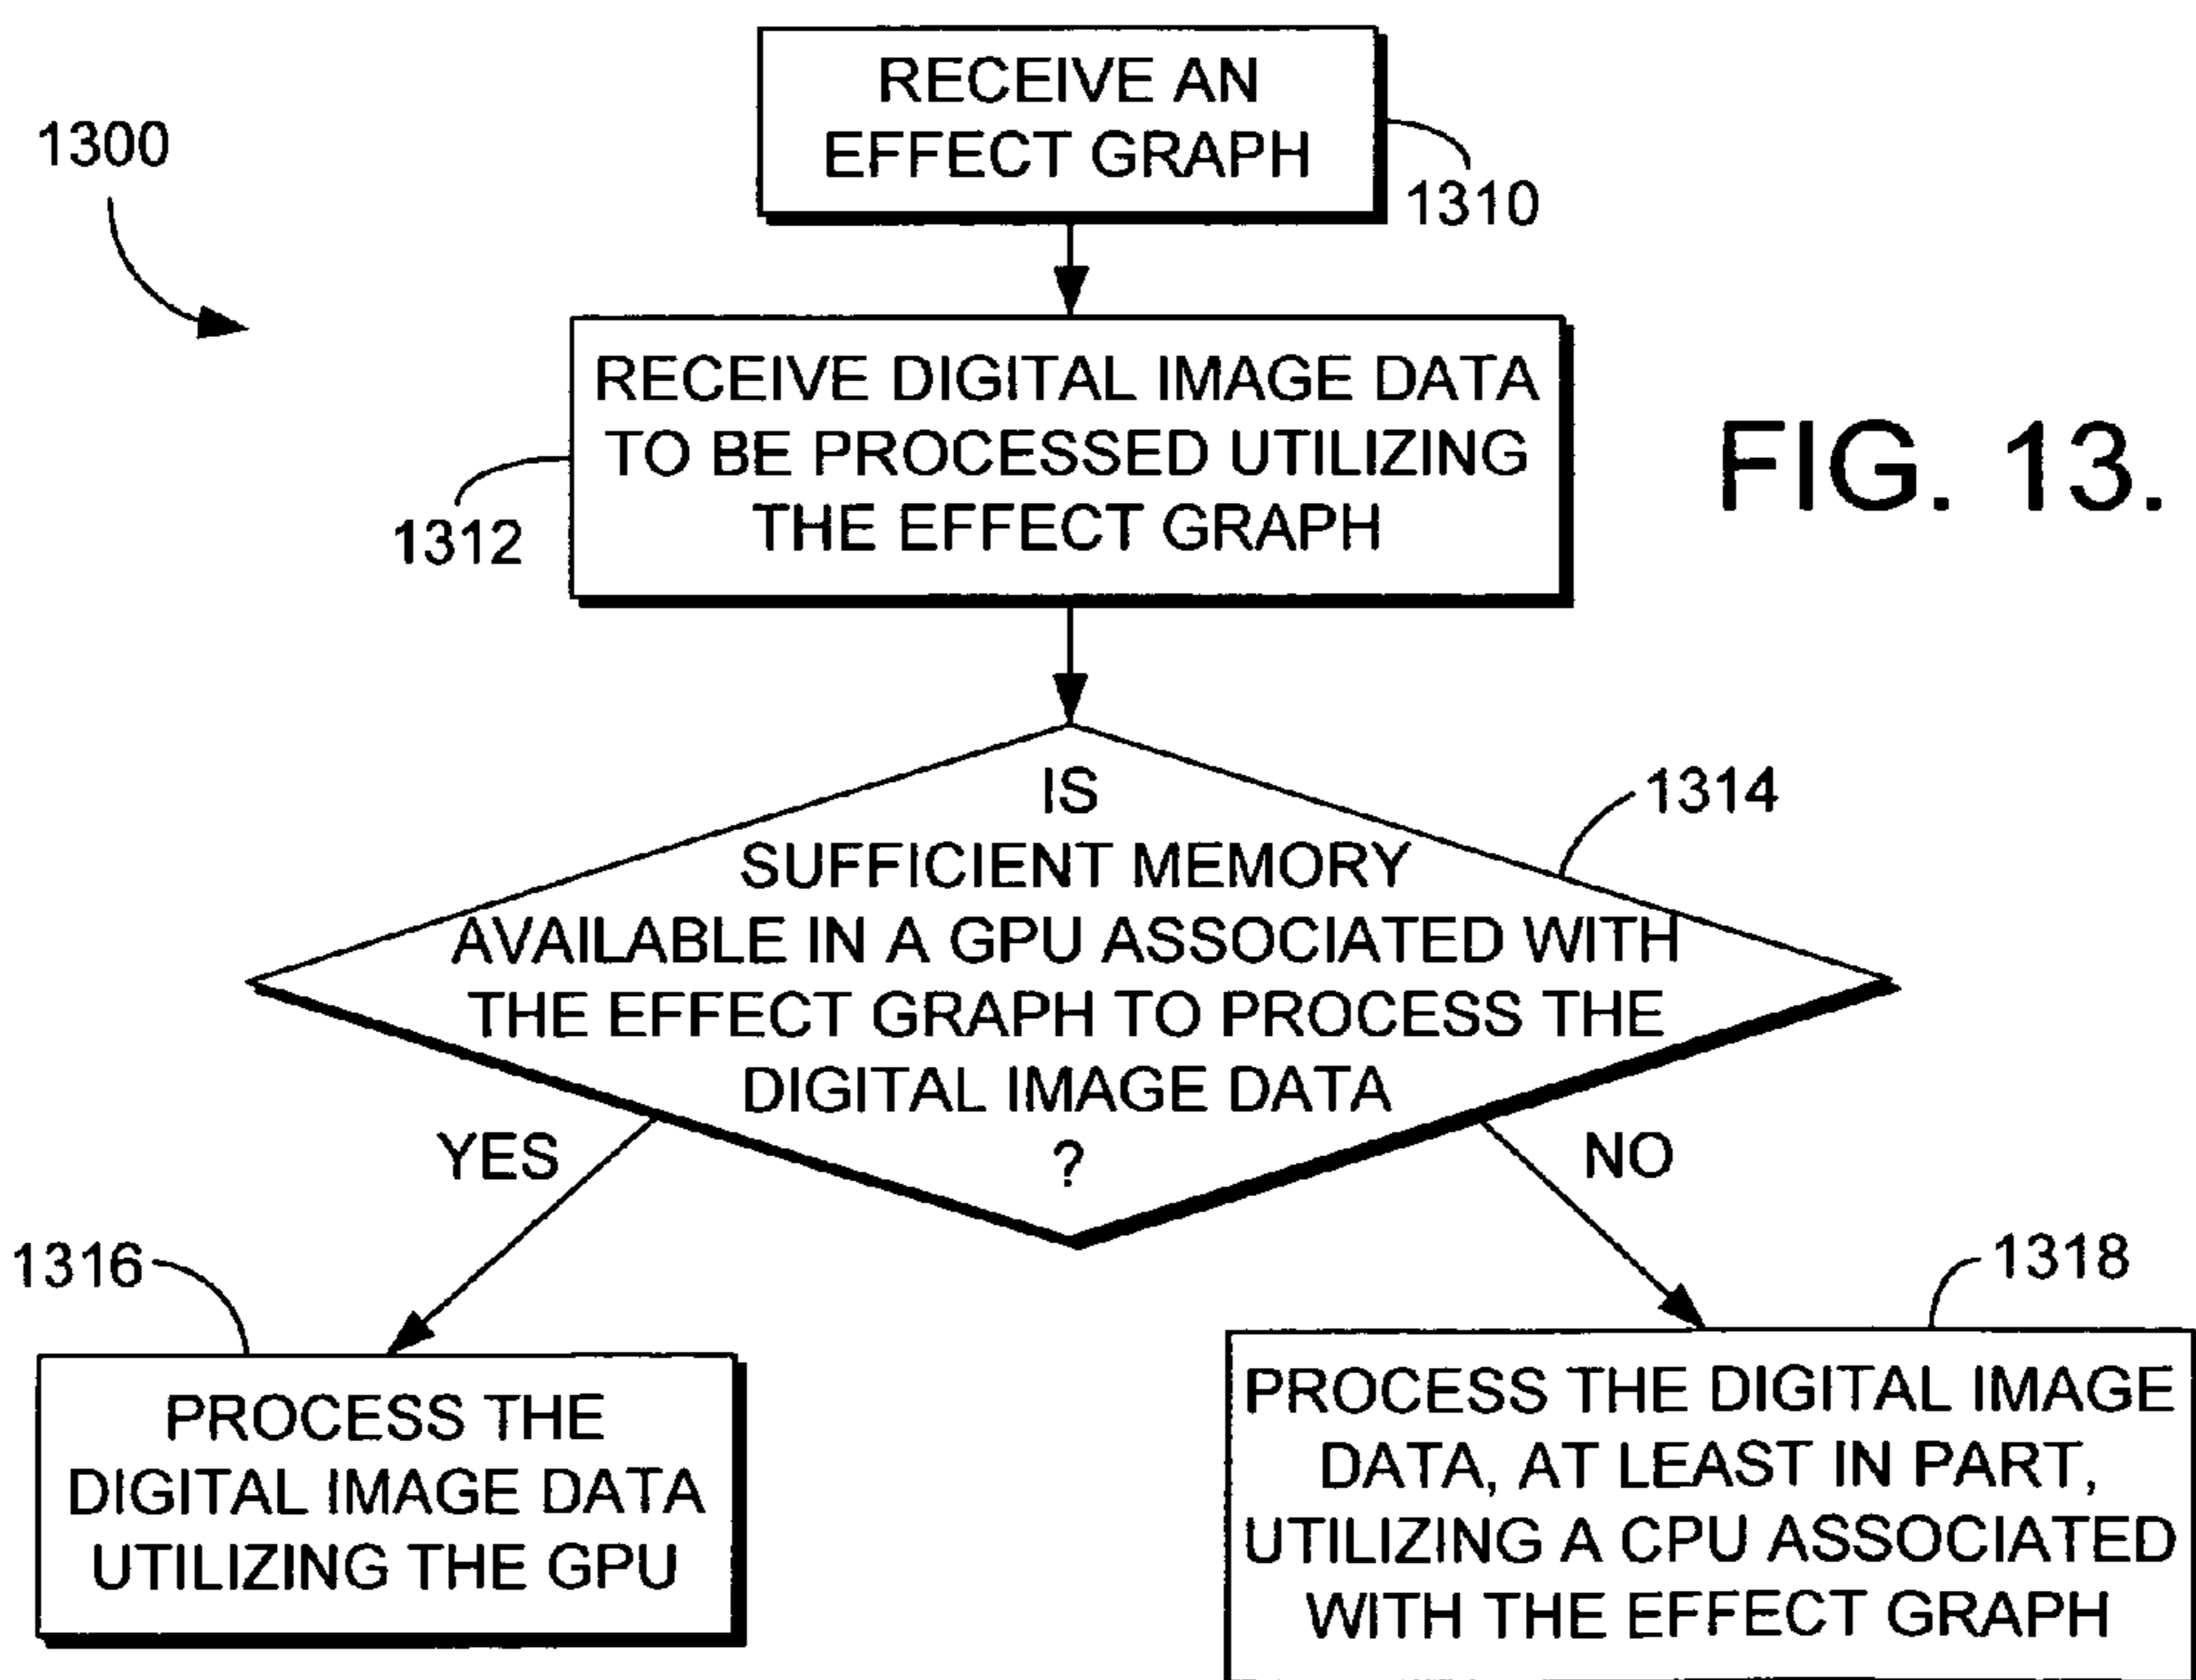 1300
RECEIVE AN
EFFECT GRAPH
1310
RECEIVE DIGITAL IMAGE DATA
TO BE PROCESSED UTILIZING
THE EFFECT GRAPH
1312
FIG. 13.
IS
SUFFICIENT MEMORY
AVAILABLE IN A GPU ASSOCIATED WITH
THE EFFECT GRAPH TO PROCESS THE
DIGITAL IMAGE DATA
?
1314
YES
NO
1316
PROCESS THE
DIGITAL IMAGE DATA
UTILIZING THE GPU
1318
PROCESS THE DIGITAL IMAGE
DATA, AT LEAST IN PART,
UTILIZING A CPU ASSOCIATED
WITH THE EFFECT GRAPH